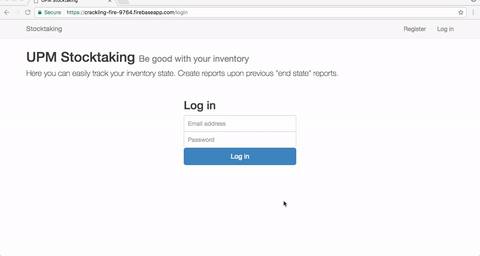 UPM Stocktaking
Secure https://crackling-fire-9764.firebaseapp.com/login
Stocktaking Register Log in
UPM Stocktaking Be good with your inventory
Here you can easily track your inventory state. Create reports upon previous "end state" reports.
Log in
Email address
Password
Log in